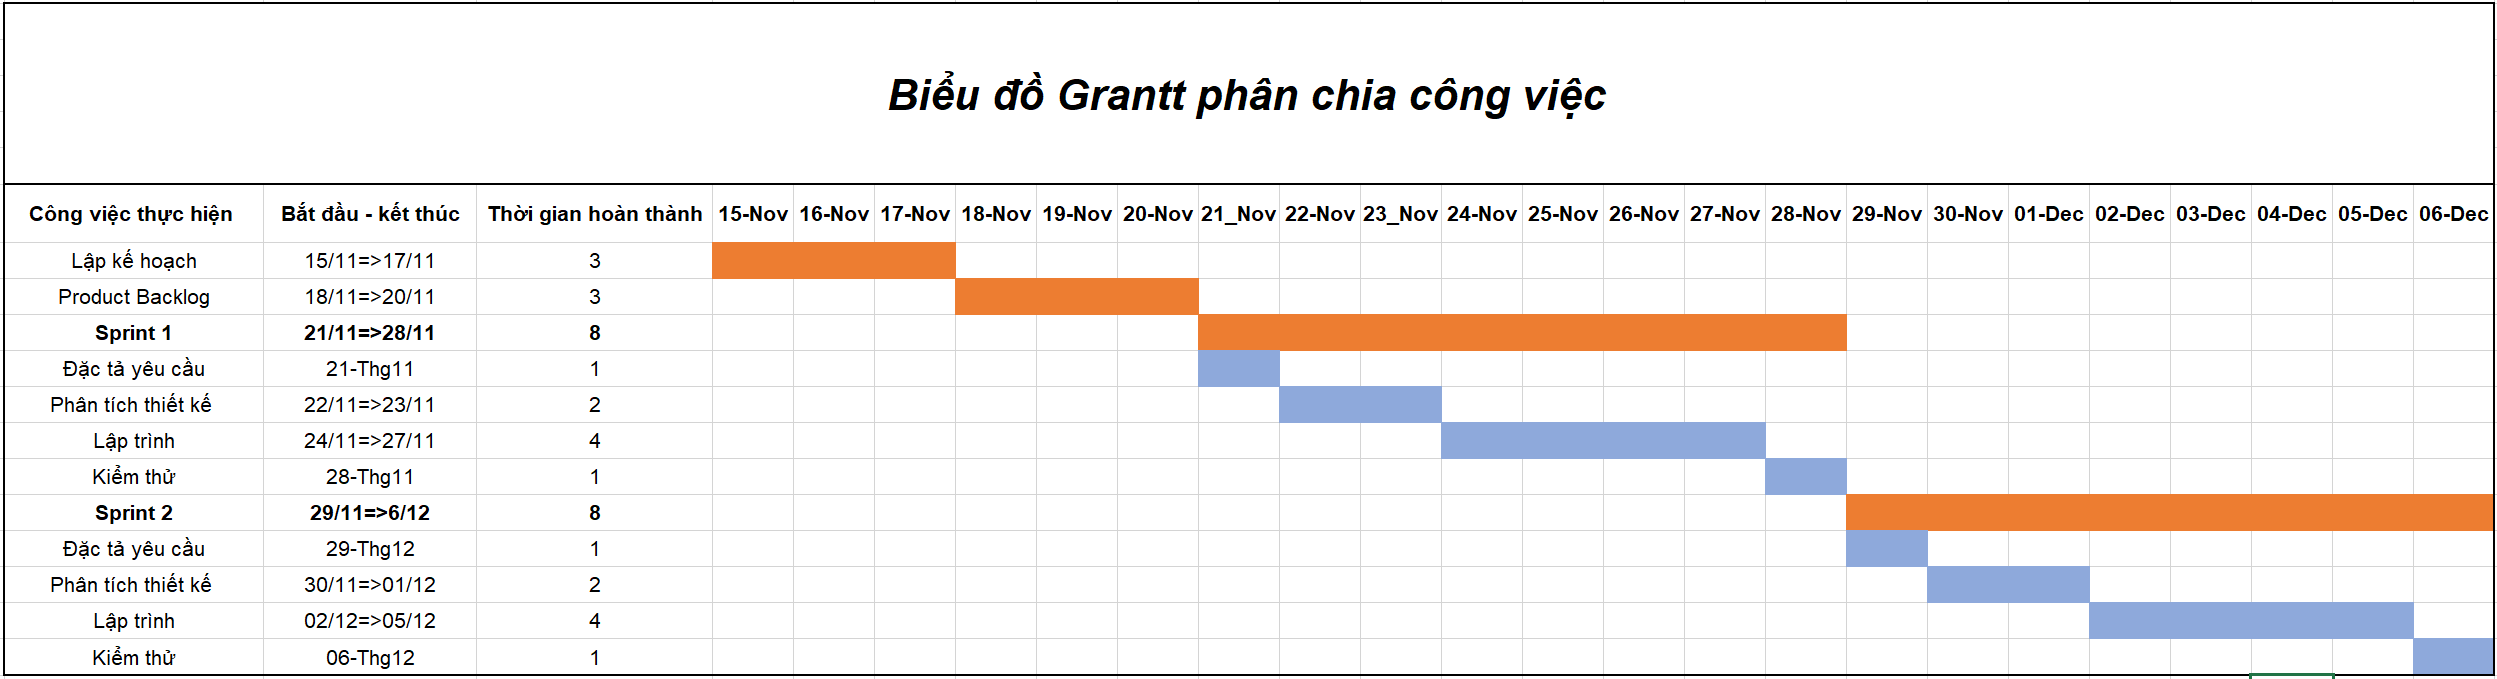 Biểu đồ Grantt phân chia công việc
Công việc thực hiện Bắt đầu - kết thúc Thời gian hoàn thành 15-Nov 16-Nov 17-Nov 18-Nov 19-Nov 20-Nov 21_Nov 22-Nov 23_Nov 24-Nov 25-Nov 26-Nov 27-Nov 28-Nov 29-Nov 30-Nov 01-Dec 02-Dec 03-Dec 04-Dec 05-Dec 06-Dec
Lập kế hoạch 15/11=>17/11 3
Product Backlog 18/11=>20/11 3
Sprint 1 21/11=>28/11 8
Đặc tả yêu cầu 21-Thg11 1
Phân tích thiết kế 22/11=>23/11 2
Lập trình 24/11=>27/11 4
Kiểm thử 28-Thg11 1
Sprint 2 29/11=>6/12 8
Đặc tả yêu cầu 29-Thg12 1
Phân tích thiết kế 30/11=>01/12 2
Lập trình 02/12=>05/12 4
Kiểm thử 06-Thg12 1